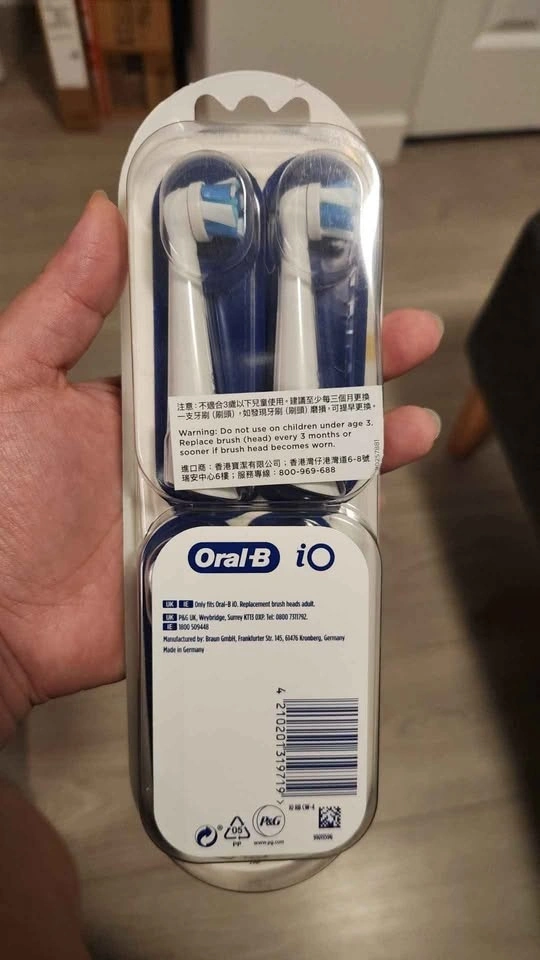 注意：不適合3歲以下兒童使用。建議至少每三個月更換
一支牙刷（刷頭），如發現牙刷（刷頭）磨損，可提早更換。
Warning: Do not use on children under age 3.
Replace brush (head) every 3 months or
sooner if brush head becomes worn.
進口商：香港寶潔有限公司；香港灣仔港灣道6-8號
瑞安中心6樓；服務專線：800-969-688
Oral-B iO
UK IE Only fits Oral-B iO. Replacement brush heads adult.
UK P&G UK, Weybridge, Surrey KT13 0XP. Tel: 0800 7311792.
IE 1800 509448
Manufactured by: Braun GmbH, Frankfurter Str. 145, 61476 Kronberg, Germany
Made in Germany
4 210201 319719 >
iO RB CW-4
05
PP
P&G
www.pg.com